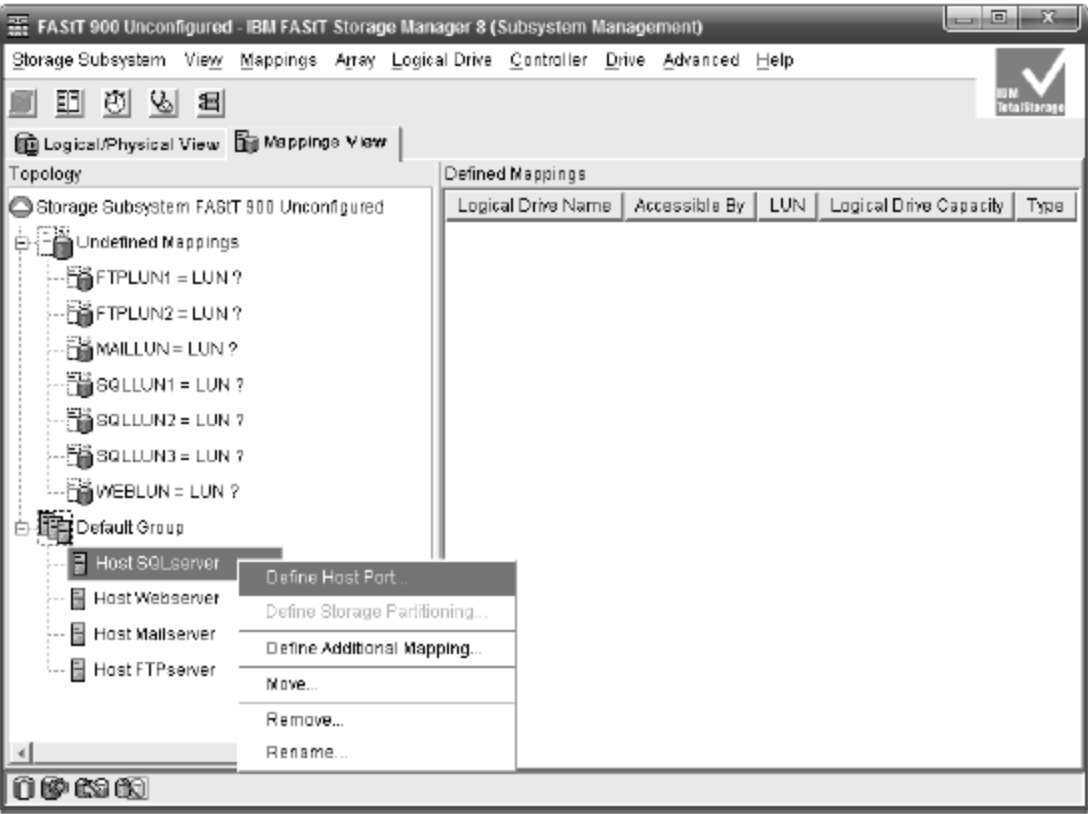 FAStT 900 Unconfigured - IBM FAStT Storage Manager 8 (Subsystem Management)
Storage Subsystem View Mappings Array Logical Drive Controller Drive Advanced Help
IBM
TotalStorage
Logical/Physical View Mappings View
Topology
Defined Mappings
Logical Drive Name Accessible By LUN Logical Drive Capacity Type
Storage Subsystem FAStT 900 Unconfigured
Undefined Mappings
FTPLUN1 = LUN ?
FTPLUN2 = LUN ?
MAILLUN = LUN ?
SQLLUN1 = LUN ?
SQLLUN2 = LUN ?
SQLLUN3 = LUN ?
WEBLUN = LUN ?
Default Group
Host SQLserver
Host Webserver
Host Mailserver
Host FTPserver
Define Host Port...
Define Storage Partitioning...
Define Additional Mapping...
Move...
Remove...
Rename...